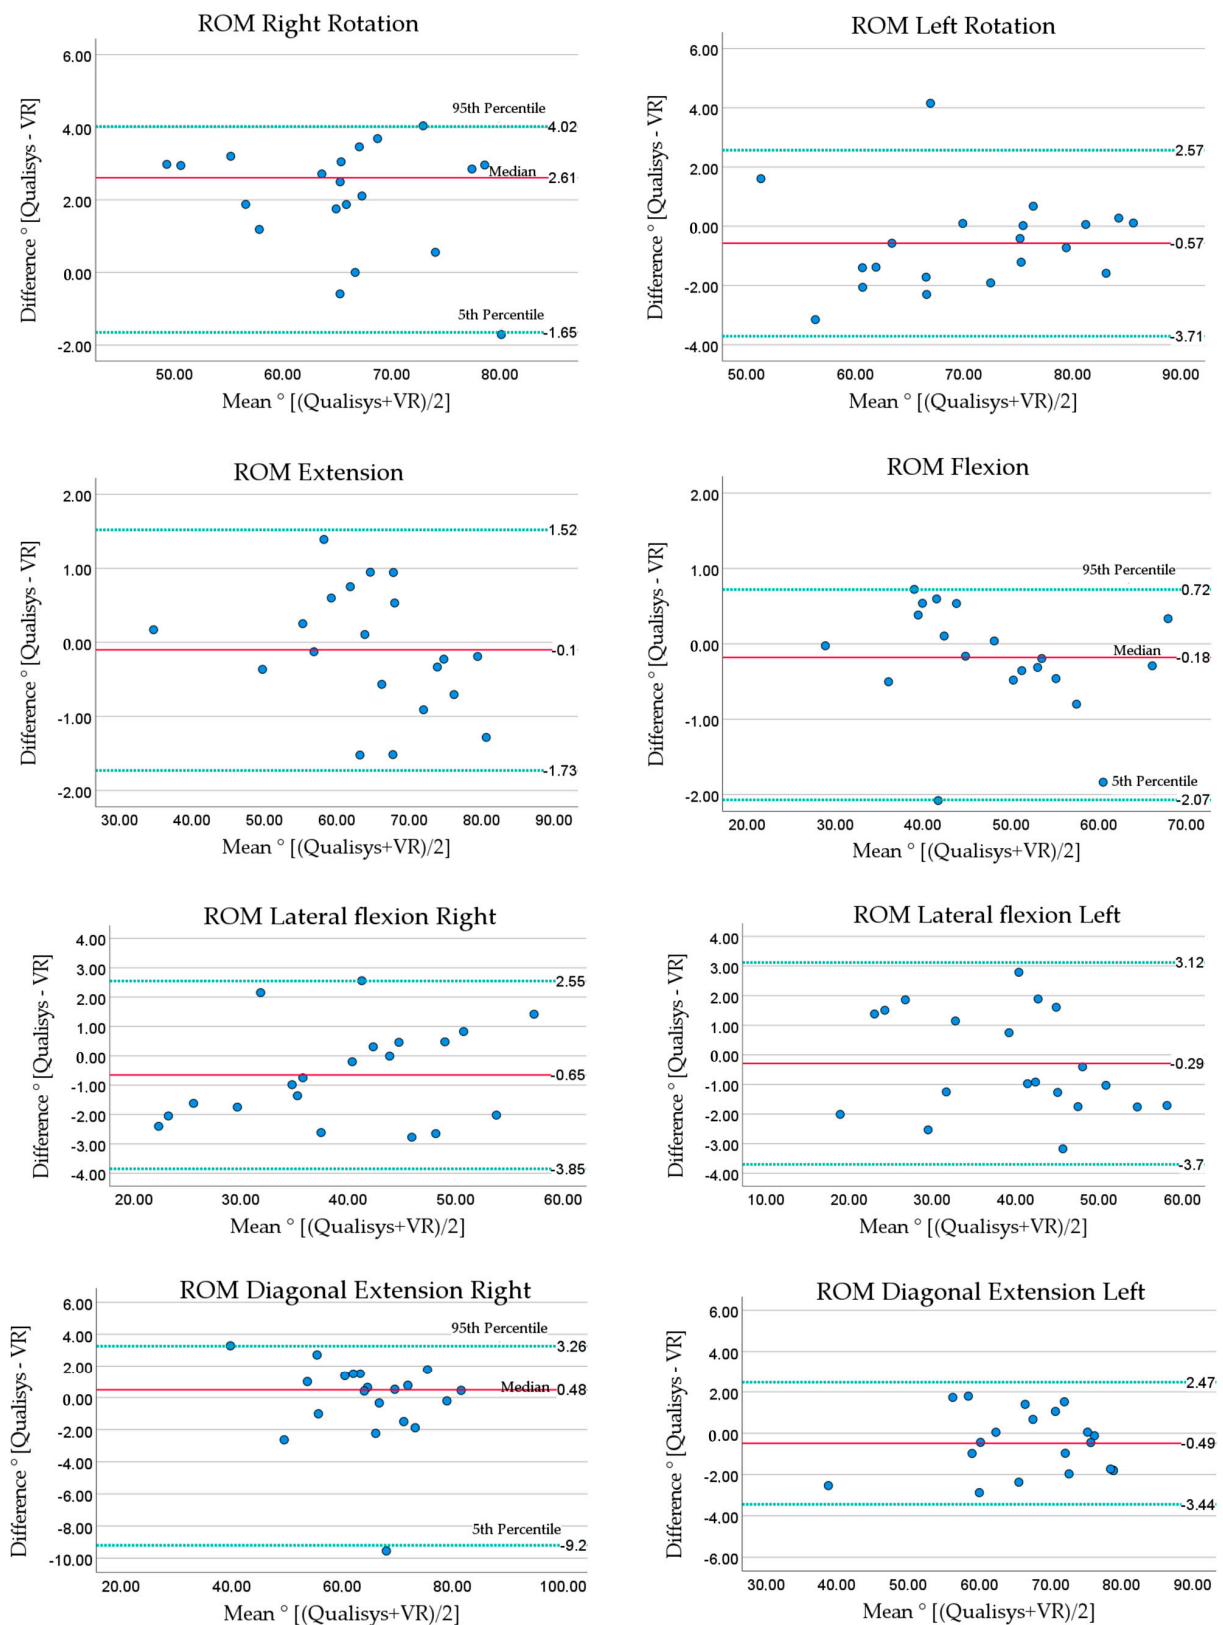 ROM Right Rotation
Difference ° [Qualisys - VR]
6.00
4.00
2.00
0.00
-2.00
95th Percentile
4.02
Median
2.61
5th Percentile
-1.65
50.00 60.00 70.00 80.00
Mean ° [(Qualisys+VR)/2]
ROM Left Rotation
Difference ° [Qualisys - VR]
6.00
4.00
2.00
0.00
-2.00
-4.00
2.57
-0.57
-3.71
50.00 60.00 70.00 80.00 90.00
Mean ° [(Qualisys+VR)/2]
ROM Extension
Difference ° [Qualisys - VR]
2.00
1.00
0.00
-1.00
-2.00
1.52
-0.1
-1.73
30.00 40.00 50.00 60.00 70.00 80.00 90.00
Mean ° [(Qualisys+VR)/2]
ROM Flexion
Difference ° [Qualisys - VR]
2.00
1.00
0.00
-1.00
-2.00
95th Percentile
0.72
Median
-0.18
5th Percentile
-2.07
20.00 30.00 40.00 50.00 60.00 70.00
Mean ° [(Qualisys+VR)/2]
ROM Lateral flexion Right
Difference ° [Qualisys - VR]
4.00
3.00
2.00
1.00
0.00
-1.00
-2.00
-3.00
-4.00
2.55
-0.65
-3.85
20.00 30.00 40.00 50.00 60.00
Mean ° [(Qualisys+VR)/2]
ROM Lateral flexion Left
Difference ° [Qualisys - VR]
4.00
3.00
2.00
1.00
0.00
-1.00
-2.00
-3.00
-4.00
3.12
-0.29
-3.7
10.00 20.00 30.00 40.00 50.00 60.00
Mean ° [(Qualisys+VR)/2]
ROM Diagonal Extension Right
Difference ° [Qualisys - VR]
6.00
4.00
2.00
0.00
-2.00
-4.00
-6.00
-8.00
-10.00
95th Percentile
3.26
Median
0.48
5th Percentile
-9.2
20.00 40.00 60.00 80.00 100.00
Mean ° [(Qualisys+VR)/2]
ROM Diagonal Extension Left
Difference ° [Qualisys - VR]
6.00
4.00
2.00
0.00
-2.00
-4.00
-6.00
2.47
-0.49
-3.44
30.00 40.00 50.00 60.00 70.00 80.00 90.00
Mean ° [(Qualisys+VR)/2]